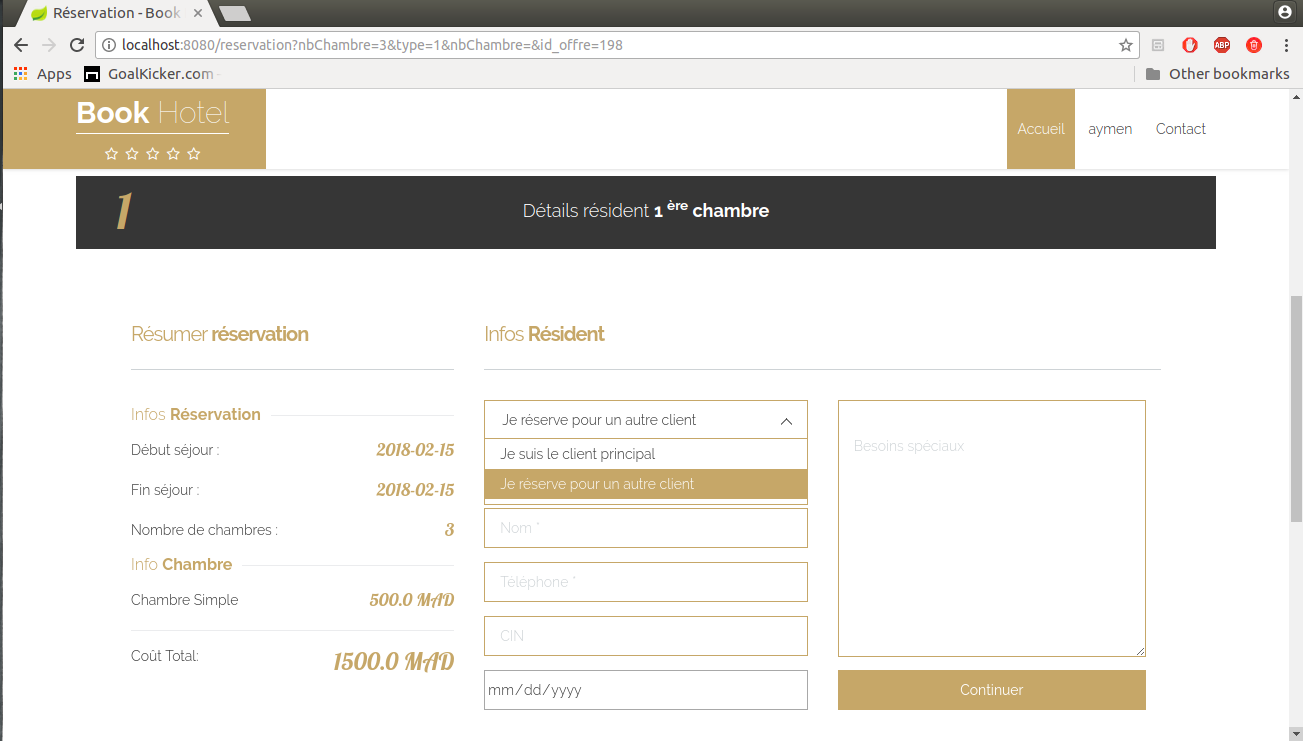 Réservation - Book
localhost:8080/reservation?nbChambre=3&type=1&nbChambre=&id_offre=198
ABP
Apps
GoalKicker.com
Other bookmarks
Book Hotel
Accueil
aymen
Contact
1
Détails résident 1 ère chambre
Résumer réservation
Infos Réservation
Début séjour :
2018-02-15
Fin séjour :
2018-02-15
Nombre de chambres :
3
Info Chambre
Chambre Simple
500.0 MAD
Coût Total:
1500.0 MAD
Infos Résident
Je réserve pour un autre client
Je suis le client principal
Je réserve pour un autre client
Nom *
Téléphone *
CIN
mm/dd/yyyy
Besoins spéciaux
Continuer